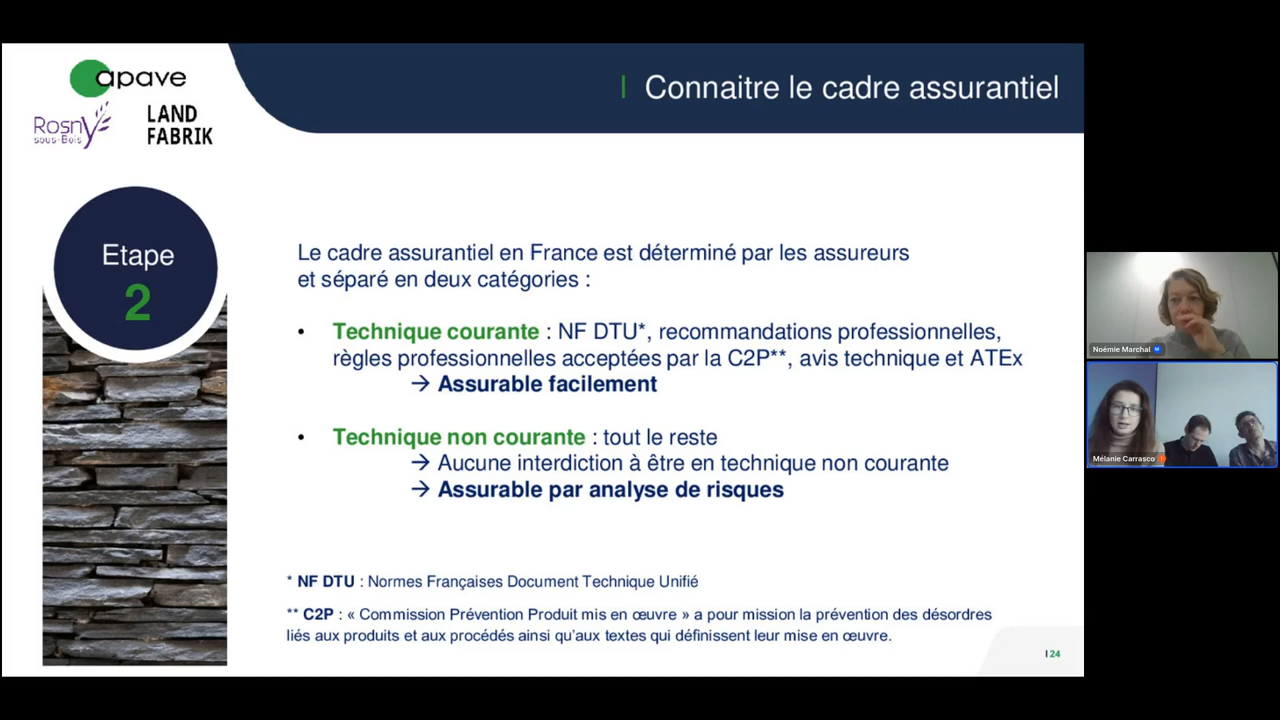 apave
Rosny
sous-Bois
LAND
FABRIK
| Connaitre le cadre assurantiel
Etape
2
Le cadre assurantiel en France est déterminé par les assureurs
et séparé en deux catégories :
• Technique courante : NF DTU*, recommandations professionnelles,
règles professionnelles acceptées par la C2P**, avis technique et ATEx
→ Assurable facilement
• Technique non courante : tout le reste
→ Aucune interdiction à être en technique non courante
→ Assurable par analyse de risques
* NF DTU : Normes Françaises Document Technique Unifié
** C2P : « Commission Prévention Produit mis en œuvre » a pour mission la prévention des désordres
liés aux produits et aux procédés ainsi qu'aux textes qui définissent leur mise en œuvre.
| 24
Noémie Marchal
Mélanie Carrasco